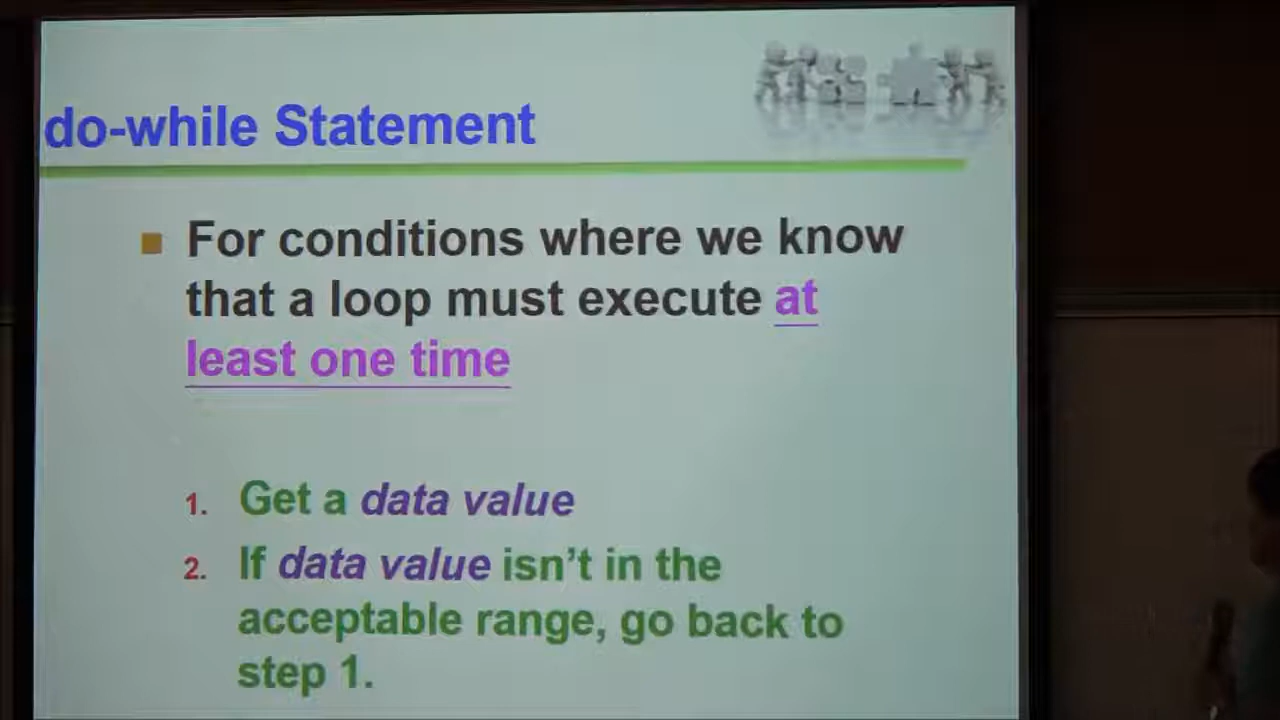 do-while Statement
For conditions where we know
that a loop must execute at
least one time
1. Get a data value
2. If data value isn't in the
acceptable range, go back to
step 1.